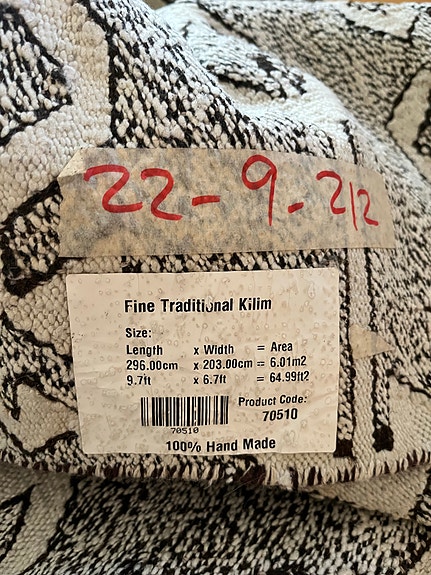 22-9-212
Fine Traditional Kilim
Size:
Length x Width = Area
296.00cm x 203.00cm = 6.01m2
9.7ft x 6.7ft = 64.99ft2
Product Code:
70510
70510
100% Hand Made